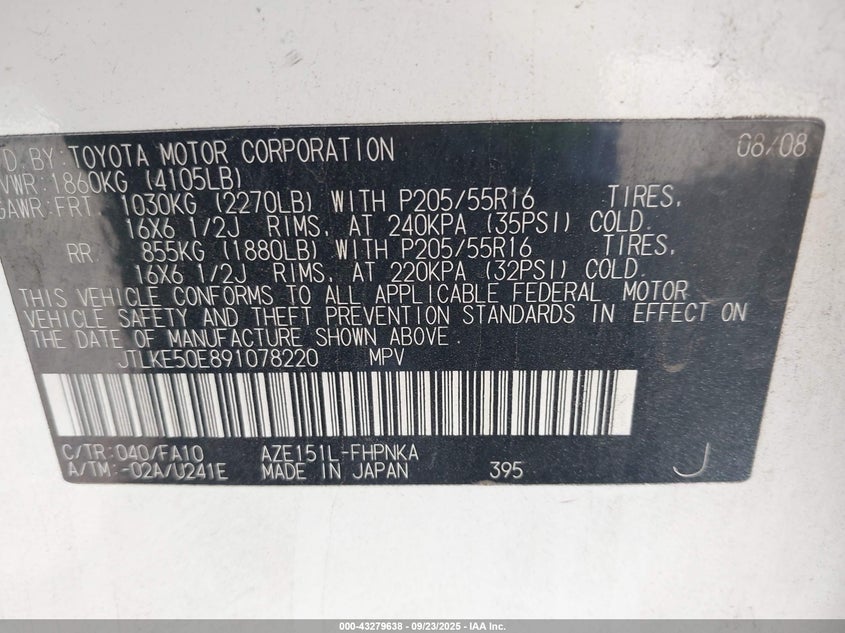 D BY: TOYOTA MOTOR CORPORATION 08/08
VWR: 1860KG (4105LB)
GAWR: FRT. 1030KG (2270LB) WITH P205/55R16 TIRES,
16X6 1/2J RIMS, AT 240KPA (35PSI) COLD.
RR. 855KG (1880LB) WITH P205/55R16 TIRES,
16X6 1/2J RIMS, AT 220KPA (32PSI) COLD.
THIS VEHICLE CONFORMS TO ALL APPLICABLE FEDERAL MOTOR
VEHICLE SAFETY AND THEFT PREVENTION STANDARDS IN EFFECT ON
THE DATE OF MANUFACTURE SHOWN ABOVE.
JTLKE50E891078220 MPV
C/TR: 040/FA10 AZE151L-FHPNKA
A/TM: -02A/U241E MADE IN JAPAN 395 J
000-43279638 - 09/23/2025 - IAA Inc.